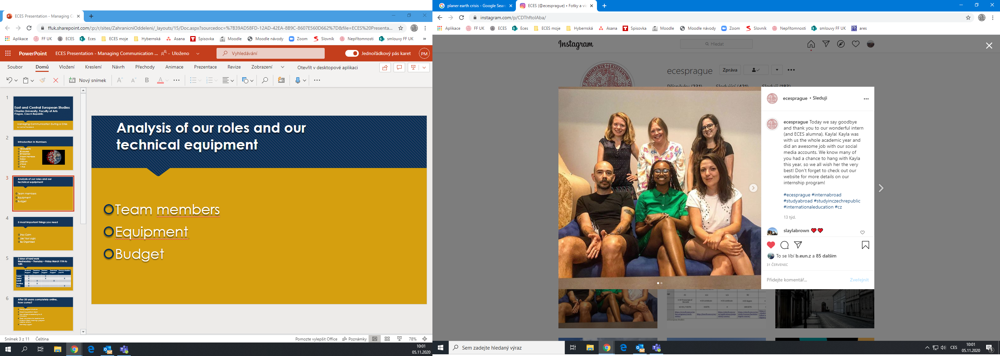 ECES Presentation - Managing C
ffuk.sharepoint.com/:p:/r/sites/ZahranicniOddeleni/_layouts/15/Doc.aspx?sourcedoc=%7B39AD58FD-12AD-42EA-8B9C-8607E560D662%7D&file=ECES%20Presenta...
Aplikace FF UK ECES Eces ECES moje Hybernská Asana Spisovka Moodle Moodle návody Zoom Slovník Nepřítomnosti smlouvy FF UK »
PowerPoint ECES Presentation - Managing Communication ... - Uloženo Vyhledávání Jednořádkový pás karet PM
Soubor Domů Vložení Kreslení Návrh Přechody Animace Prezentace Revize Zobrazení Otevřít v desktopové aplikaci
Nový snímek A A B A
1
East and Central European Studies
Charles University, Faculty of Arts
Prague, Czech Republic
Managing Communication During a Crisis
2
Introduction in Numbers
3
Analysis of our roles and our
technical equipment
Team members
Equipment
Budget
4
3 most important things you need
Stay Calm
Use Your Logic
Be Organized
5
3 days of hard work
Wednesday – Thursday – Friday March 11th to
13th
6
After 30 years completely online,
how come?
Analysis of our roles and our
technical equipment
Team members
Equipment
Budget
Snímek 3 z 11 Čeština Pomozte vylepšit Office Poznámky 78%
10:01
05.11.2020
planer earth crisis - Google Sear
ECES (@ecesprague) • Fotky a vi
instagram.com/p/CDThftoIAba/
Aplikace FF UK ECES Eces ECES moje Hybernská Asana Spisovka Moodle Moodle návody Zoom Slovník Nepřítomnosti smlouvy FF UK ares
Instagram Hledat
ecesprague Zpráva
Příspěvky (231) Sledující (421) Sleduji (183)
ecesprague • Sleduji
ecesprague Today we say goodbye
and thank you to our wonderful intern
(and ECES alumna), Kayla! Kayla was
with us the whole academic year and
did an awesome job with our social
media accounts. We know many of
you had a chance to hang with Kayla
this year, so we all wish her the very
best! Don't forget to check out our
website for more details on our
internship program!
#ecesprague #internabroad
#studyabroad #studyinczechrepublic
#internationaleducation #cz
13 týd.
slaylabrown ❤️❤️
To se líbí b.eun.z a 85 dalším
31 ČERVENEC
Přidejte komentář... Zveřejnit
Sem zadejte hledaný výraz
CES
10:01
05.11.2020
5